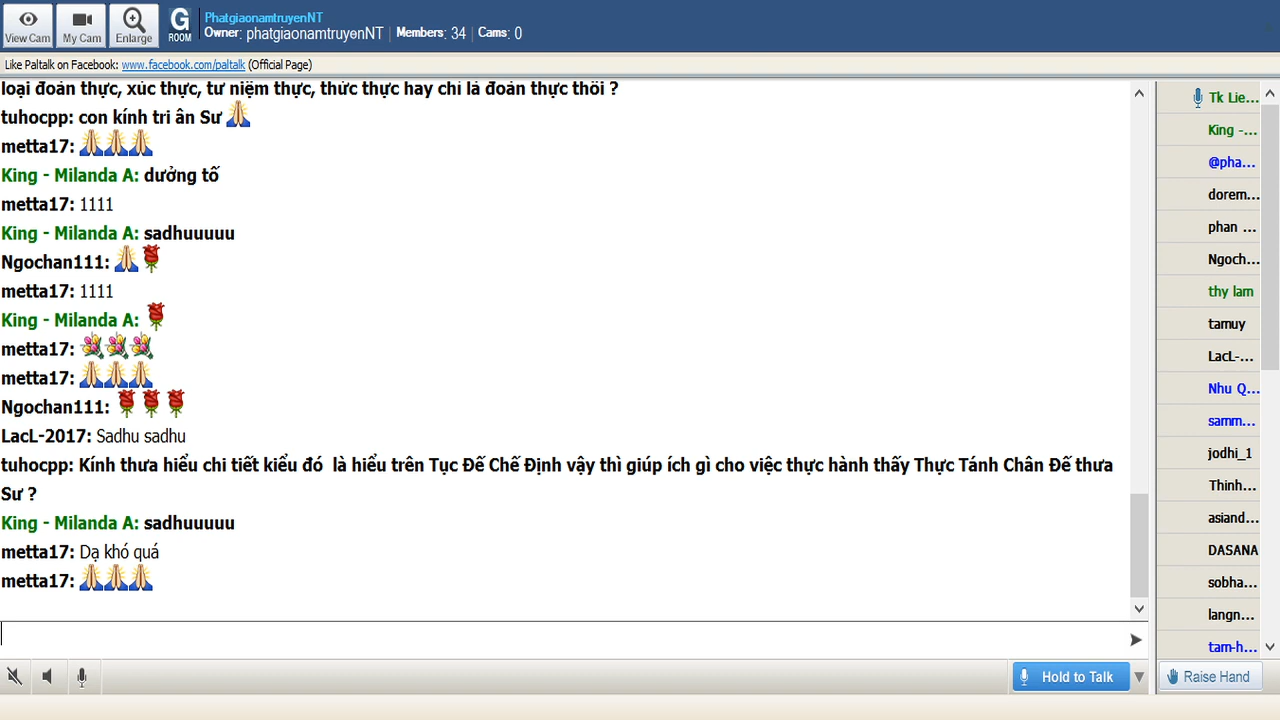 View Cam
My Cam
Enlarge
G ROOM
PhatgiaonamtruyenNT
Owner: phatgiaonamtruyenNT | Members: 34 | Cams: 0
Like Paltalk on Facebook: www.facebook.com/paltalk (Official Page)
loại đoàn thực, xúc thực, tư niệm thực, thức thực hay chỉ là đoàn thực thôi ?
tuhocpp: con kính tri ân Sư
metta17:
King - Milanda A: dưởng tố
metta17: 1111
King - Milanda A: sadhuuuuu
Ngochan111:
metta17: 1111
King - Milanda A:
metta17:
metta17:
Ngochan111:
LacL-2017: Sadhu sadhu
tuhocpp: Kính thưa hiểu chi tiết kiểu đó là hiểu trên Tục Đế Chế Định vậy thì giúp ích gì cho việc thực hành thấy Thực Tánh Chân Đế thưa
Sư ?
King - Milanda A: sadhuuuuu
metta17: Dạ khó quá
metta17:
Tk Lie...
King -...
@pha...
dorem...
phan ...
Ngoch...
thy lam
tamuy
LacL-...
Nhu Q...
samm...
jodhi_1
Thinh...
asiand...
DASANA
sobha...
langn...
tam-h...
Hold to Talk
Raise Hand